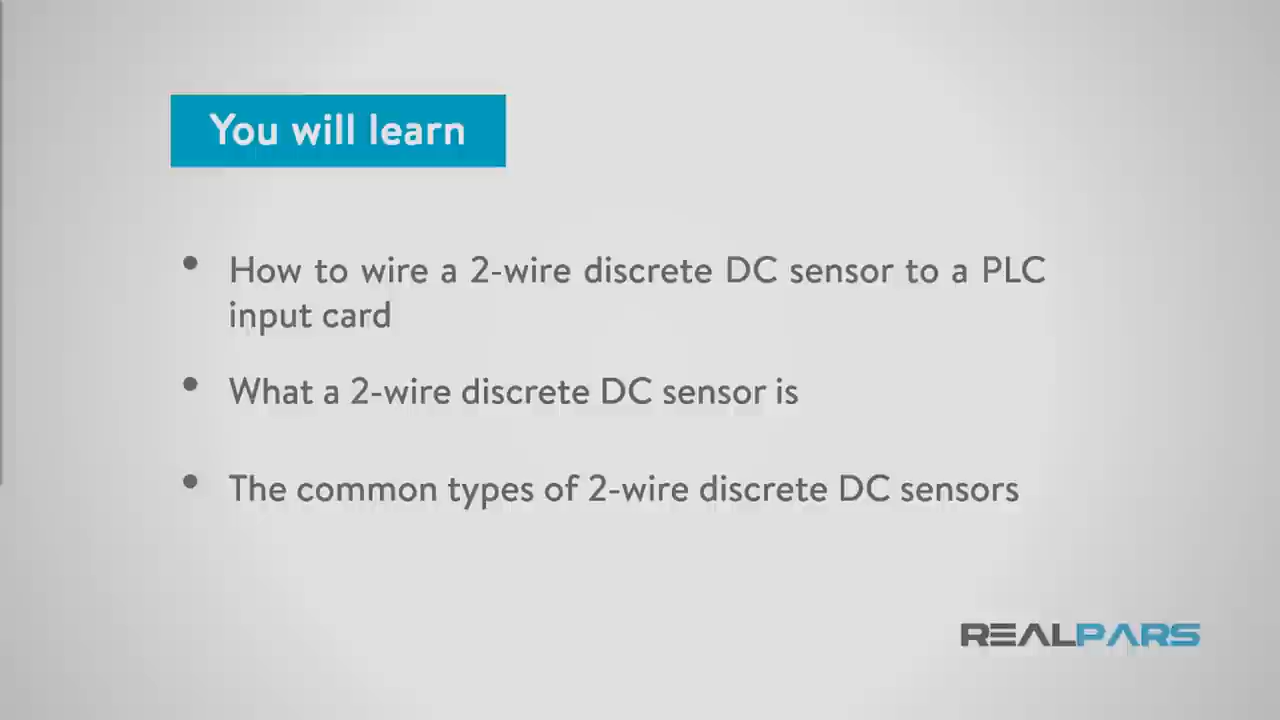 You will learn
• How to wire a 2-wire discrete DC sensor to a PLC
input card
• What a 2-wire discrete DC sensor is
• The common types of 2-wire discrete DC sensors
REALPARS